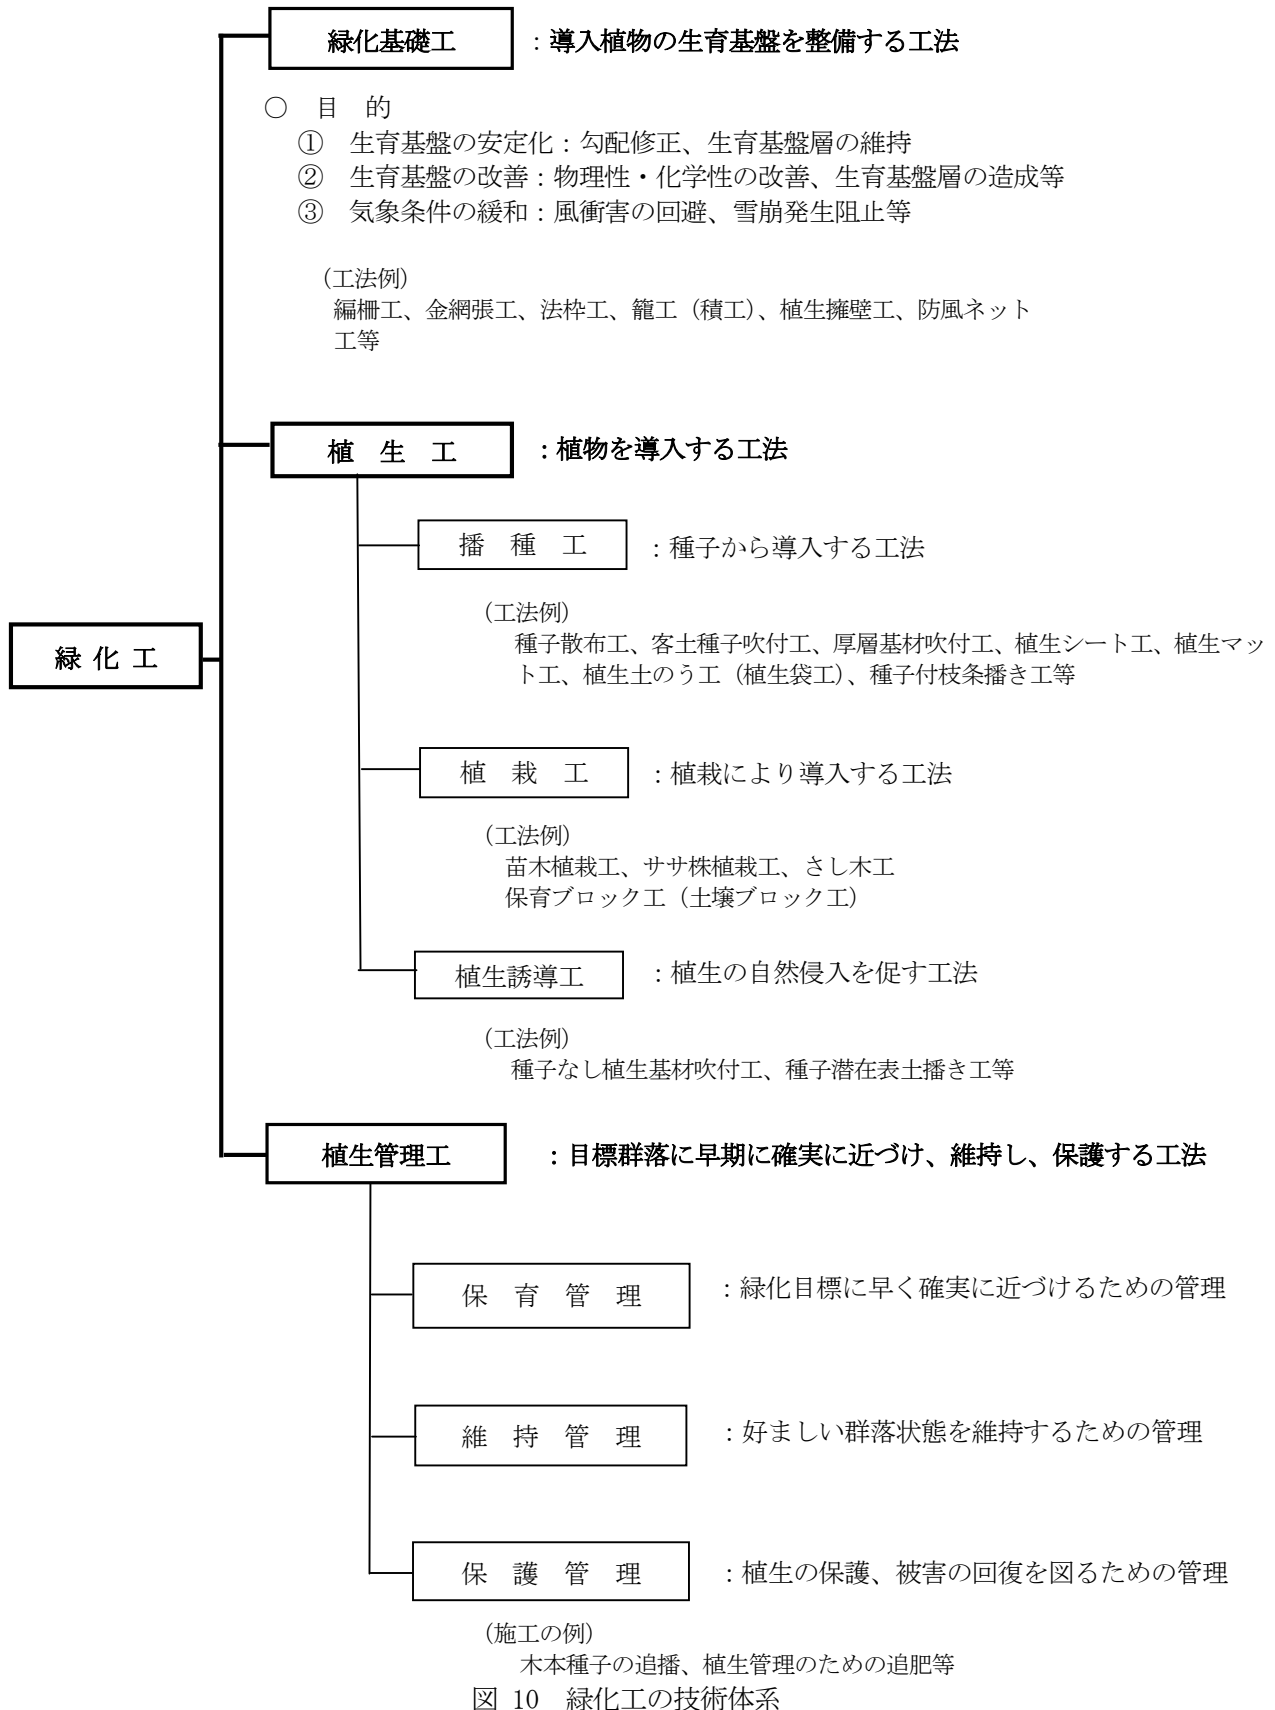 緑化基礎工 ：導入植物の生育基盤を整備する工法
○ 目 的
① 生育基盤の安定化：勾配修正、生育基盤層の維持
② 生育基盤の改善：物理性・化学性の改善、生育基盤層の造成等
③ 気象条件の緩和：風衝害の回避、雪崩発生阻止等
（工法例）
編柵工、金網張工、法枠工、籠工（積工）、植生擁壁工、防風ネット
工等
植 生 工 ：植物を導入する工法
播 種 工 ：種子から導入する工法
（工法例）
種子散布工、客土種子吹付工、厚層基材吹付工、植生シート工、植生マッ
ト工、植生土のう工（植生袋工）、種子付枝条播き工等
緑 化 工
植 栽 工 ：植栽により導入する工法
（工法例）
苗木植栽工、ササ株植栽工、さし木工
保育ブロック工（土壌ブロック工）
植生誘導工 ：植生の自然侵入を促す工法
（工法例）
種子なし植生基材吹付工、種子潜在表土播き工等
植生管理工 ：目標群落に早期に確実に近づけ、維持し、保護する工法
保 育 管 理 ：緑化目標に早く確実に近づけるための管理
維 持 管 理 ：好ましい群落状態を維持するための管理
保 護 管 理 ：植生の保護、被害の回復を図るための管理
（施工の例）
木本種子の追播、植生管理のための追肥等
図 10 緑化工の技術体系